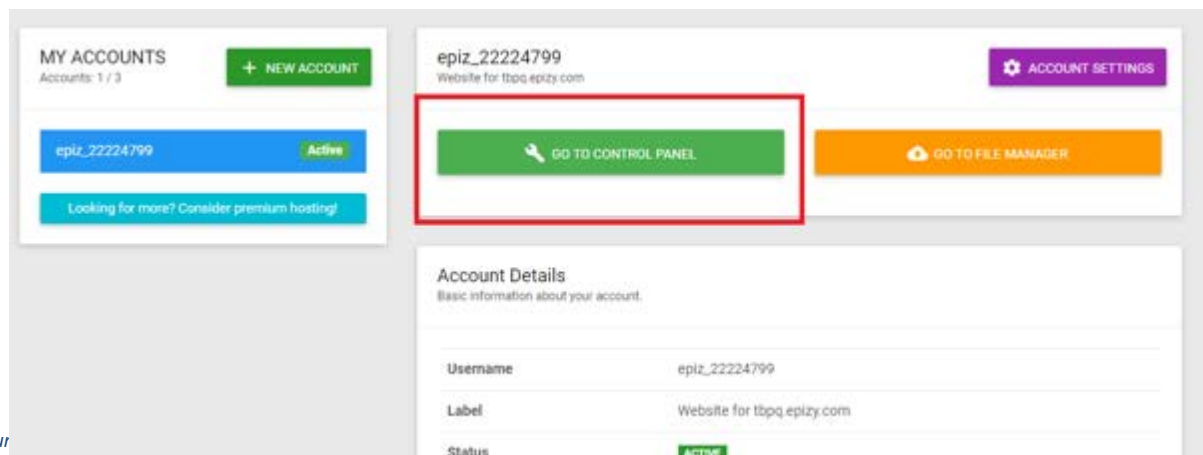 MY ACCOUNTS
Accounts: 1 / 3
+ NEW ACCOUNT
epiz_22224799
Active
Looking for more? Consider premium hosting!
epiz_22224799
Website for tbpq.epizy.com
ACCOUNT SETTINGS
GO TO CONTROL PANEL
GO TO FILE MANAGER
Account Details
Basic information about your account.
Username epiz_22224799
Label Website for tbpq.epizy.com
Status ACTIVE